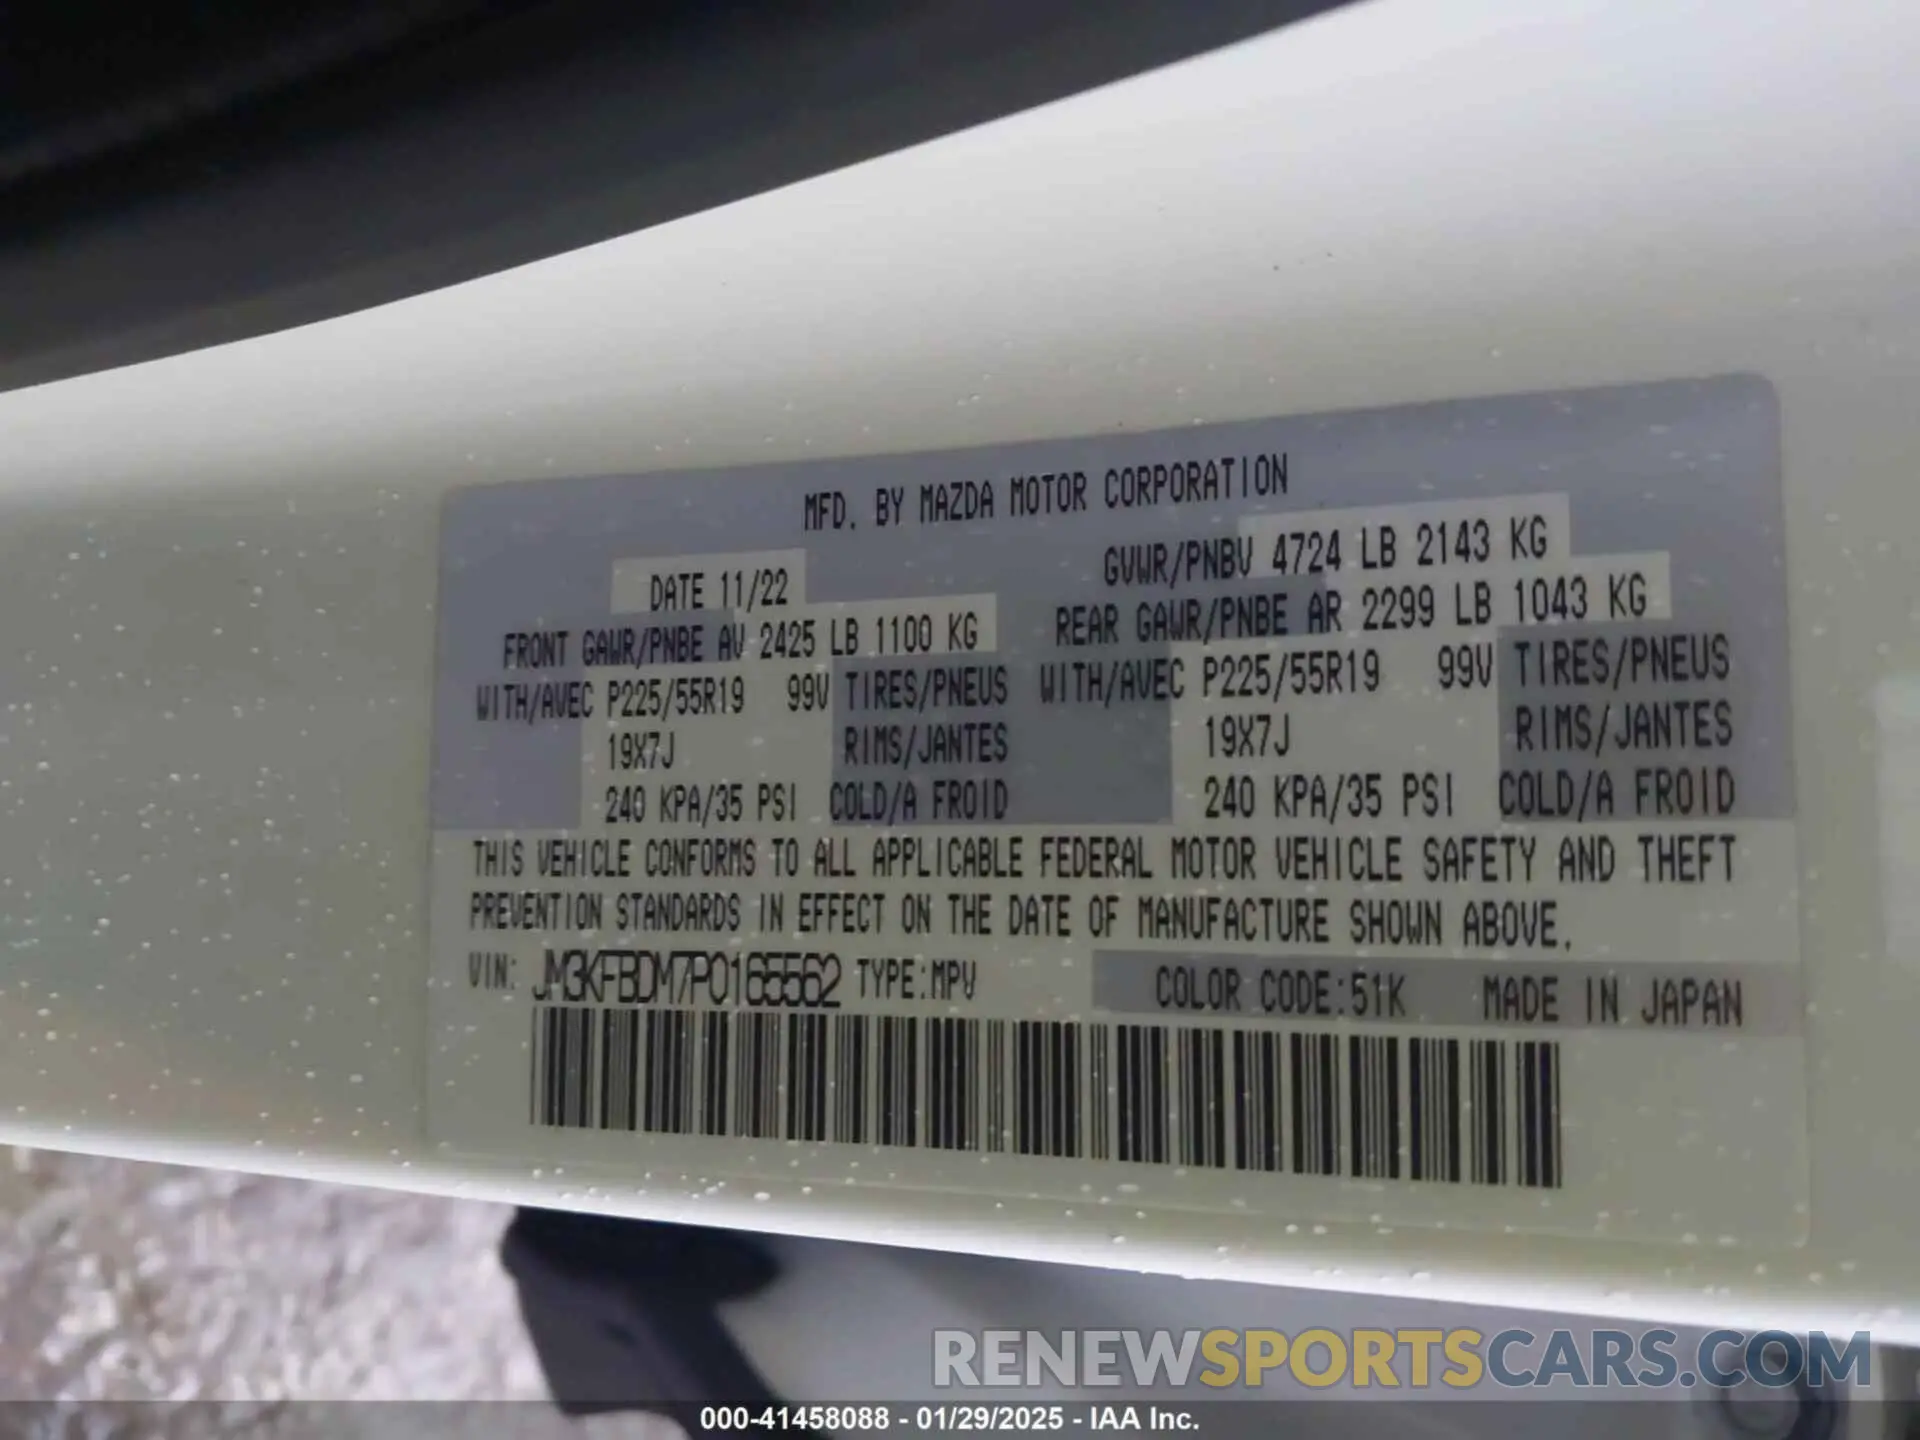 MFD. BY MAZDA MOTOR CORPORATION
DATE 11/22 GVWR/PNBV 4724 LB 2143 KG
FRONT GAWR/PNBE AV 2425 LB 1100 KG REAR GAWR/PNBE AR 2299 LB 1043 KG
WITH/AVEC P225/55R19 99V TIRES/PNEUS WITH/AVEC P225/55R19 99V TIRES/PNEUS
19X7J RIMS/JANTES 19X7J RIMS/JANTES
240 KPA/35 PSI COLD/A FROID 240 KPA/35 PSI COLD/A FROID
THIS VEHICLE CONFORMS TO ALL APPLICABLE FEDERAL MOTOR VEHICLE SAFETY AND THEFT
PREVENTION STANDARDS IN EFFECT ON THE DATE OF MANUFACTURE SHOWN ABOVE.
VIN: JM3KFBDM7P0165562 TYPE:MPV COLOR CODE:51K MADE IN JAPAN
RENEWSPORTSCARS.COM
000-41458088 - 01/29/2025 - IAA Inc.